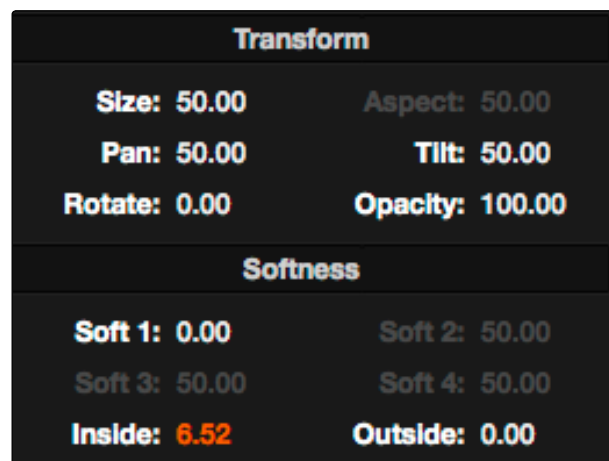 Transform
Size: 50.00 Aspect: 50.00
Pan: 50.00 Tilt: 50.00
Rotate: 0.00 Opacity: 100.00
Softness
Soft 1: 0.00 Soft 2: 50.00
Soft 3: 50.00 Soft 4: 50.00
Inside: 6.52 Outside: 0.00